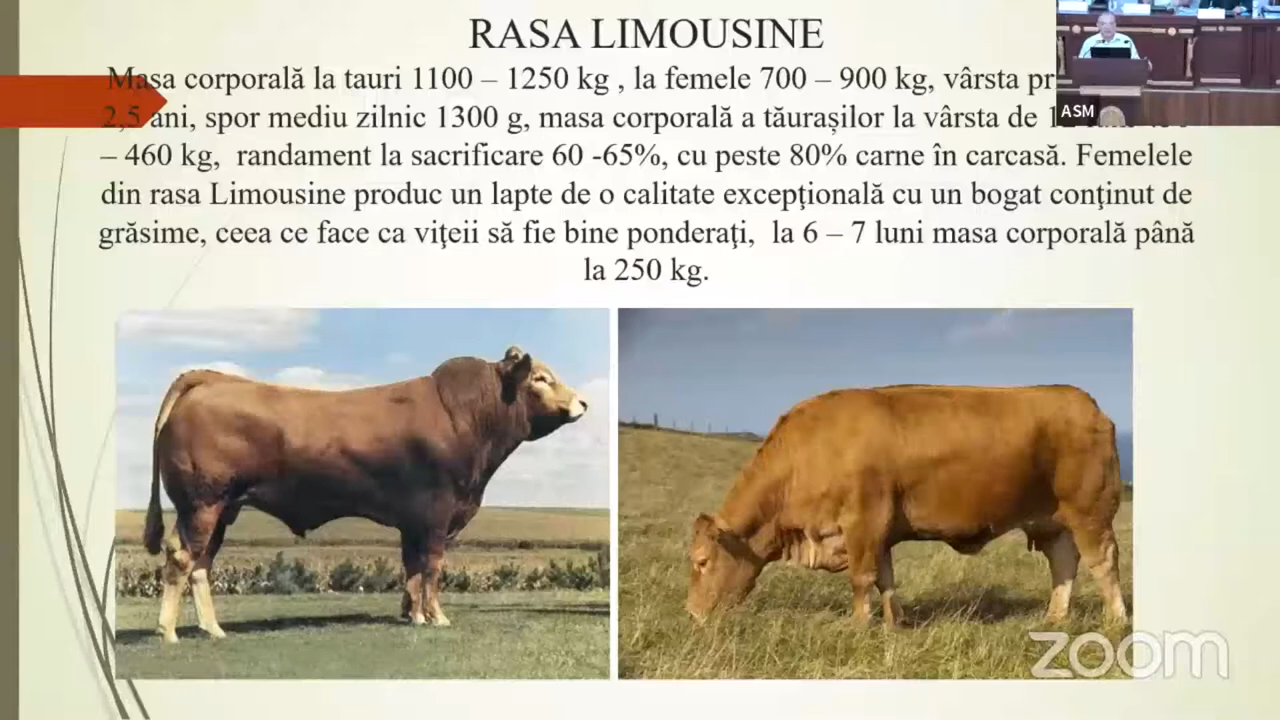 RASA LIMOUSINE
Masa corporală la tauri 1100 – 1250 kg , la femele 700 – 900 kg, vârsta
2,5 ani, spor mediu zilnic 1300 g, masa corporală a tăurașilor la vârsta de
– 460 kg, randament la sacrificare 60 -65%, cu peste 80% carne în carcasă. Femelele
din rasa Limousine produc un lapte de o calitate excepţională cu un bogat conţinut de
grăsime, ceea ce face ca viţeii să fie bine ponderaţi, la 6 – 7 luni masa corporală până
la 250 kg.
ASM
zoom